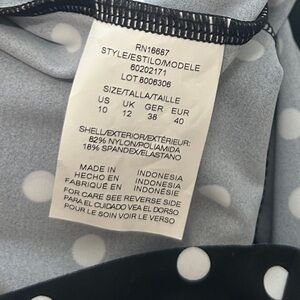 RN16687
STYLE/ESTILO/MODELE
60202171
LOT 8006306
SIZE/TALLA/TAILLE
US UK GER EUR
10 12 38 40
SHELL/EXTERIOR/EXTÉRIEUR:
82% NYLON/POLIAMIDA
18% SPANDEX/ELASTANO
MADE IN INDONESIA
HECHO EN INDONESIA
FABRIQUÉ EN INDONÉSIE
FOR CARE SEE REVERSE SIDE
PARA EL CUIDADO VEA EL DORSO
POUR LE SOIN VOIR LE VERSO